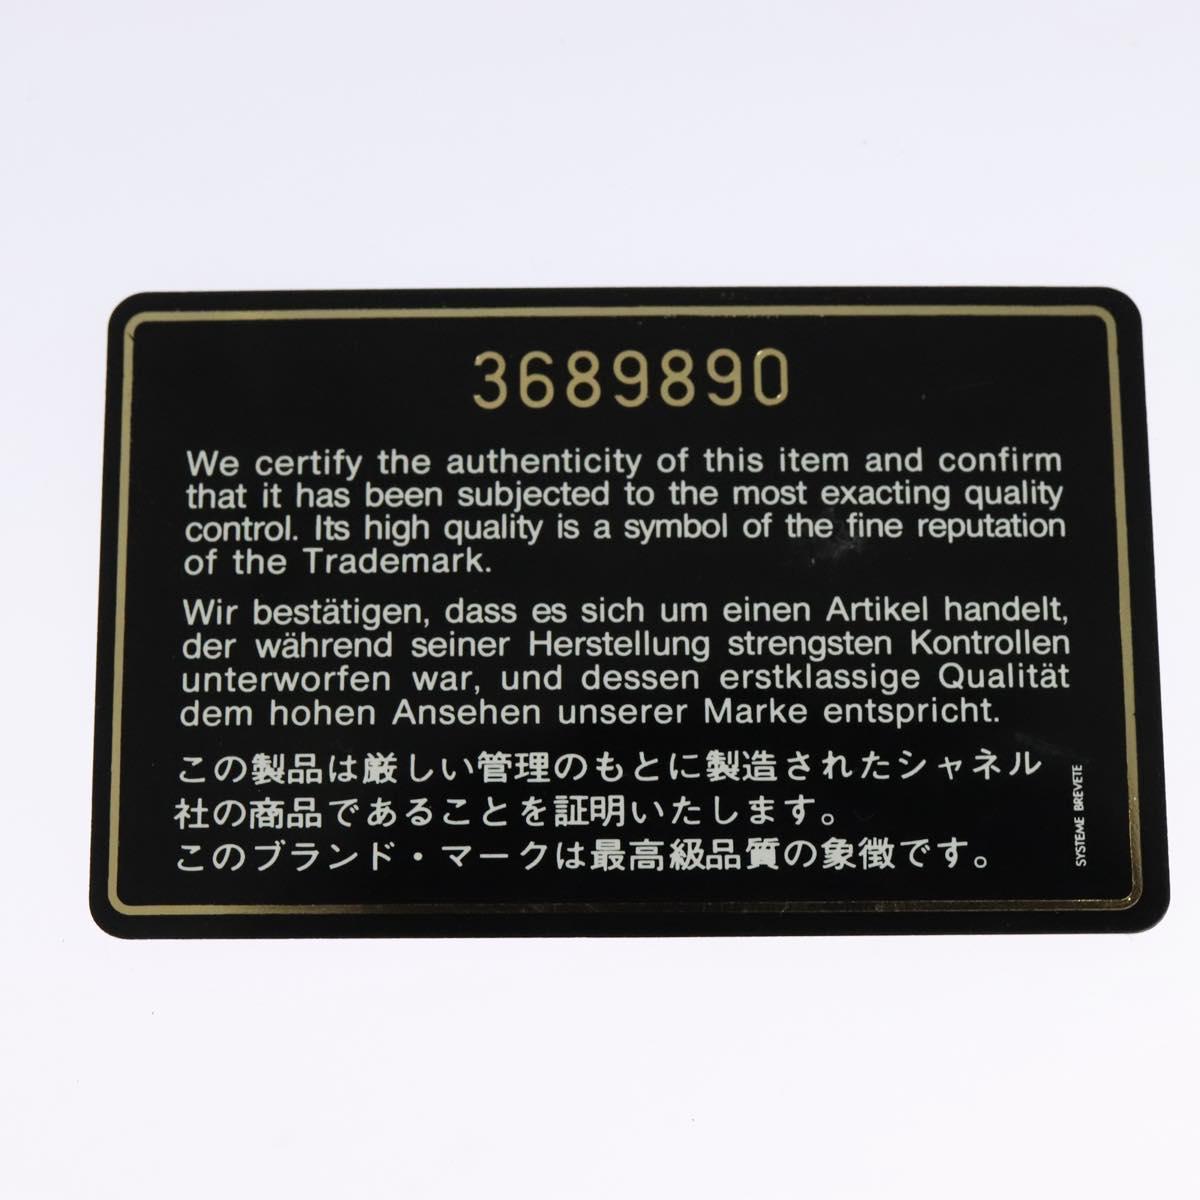 3689890
We certify the authenticity of this item and confirm
that it has been subjected to the most exacting quality
control. Its high quality is a symbol of the fine reputation
of the Trademark.
Wir bestätigen, dass es sich um einen Artikel handelt,
der während seiner Herstellung strengsten Kontrollen
unterworfen war, und dessen erstklassige Qualität
dem hohen Ansehen unserer Marke entspricht.
この製品は厳しい管理のもとに製造されたシャネル
社の商品であることを証明いたします。
このブランド・マークは最高級品質の象徴です。
SYSTEME BREVETE